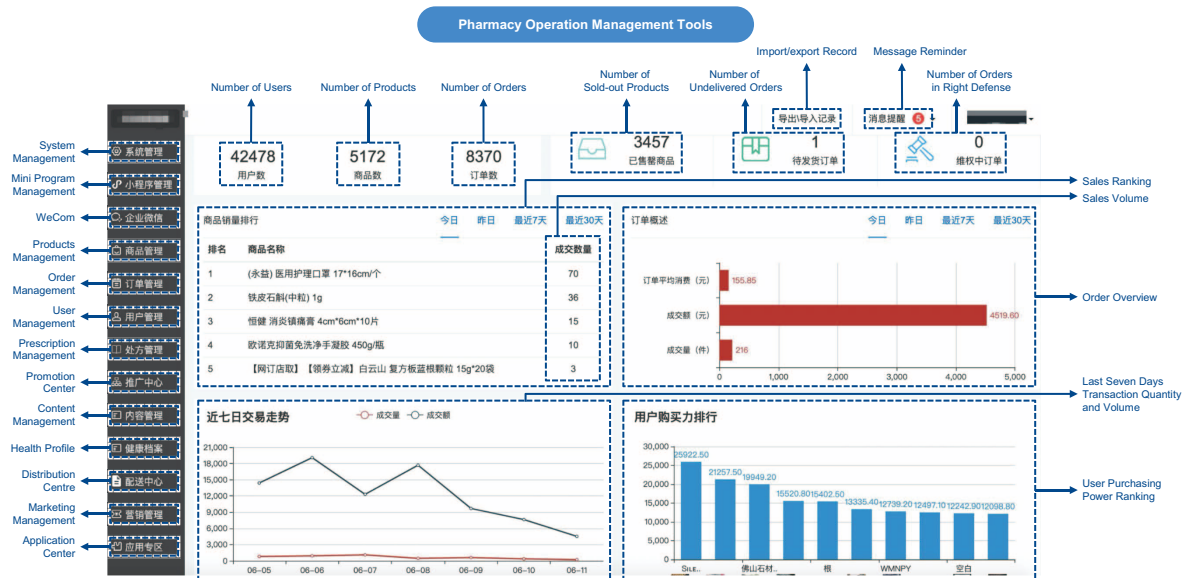 Pharmacy Operation Management Tools
Import/export Record
Message Reminder
Number of Users
Number of Products
Number of Orders
Number of
Sold-out Products
Number of
Undelivered Orders
Number of Orders
in Right Defense
导出\导入记录
消息提醒 5
42478
用户数
5172
商品数
8370
订单数
3457
已售罄商品
1
待发货订单
0
维权中订单
System
Management
系统管理
Mini Program
Management
小程序管理
WeCom
企业微信
Products
Management
商品管理
Order
Management
订单管理
User
Management
用户管理
Prescription
Management
处方管理
Promotion
Center
推广中心
Content
Management
内容管理
Health Profile
健康档案
Distribution
Centre
配送中心
Marketing
Management
营销管理
Application
Center
应用专区
Sales Ranking
Sales Volume
商品销量排行 今日 昨日 最近7天 最近30天
排名 商品名称 成交数量
1 (永益) 医用护理口罩 17*16cm/个 70
2 铁皮石斛(中粒) 1g 36
3 恒健 消炎镇痛膏 4cm*6cm*10片 15
4 欧诺克抑菌免洗净手凝胶 450g/瓶 10
5 【网订店取】【领券立减】白云山 复方板蓝根颗粒 15g*20袋 3
订单概述 今日 昨日 最近7天 最近30天
订单平均消费（元） 155.85
成交额（元） 4519.60
成交量（件） 216
0 1,000 2,000 3,000 4,000 5,000
Order Overview
Last Seven Days
Transaction Quantity
and Volume
近七日交易走势 成交量 成交额
21,000
18,000
15,000
12,000
9,000
6,000
3,000
0
06-05 06-06 06-07 06-08 06-09 06-10 06-11
用户购买力排行
30,000
25,000
20,000
15,000
10,000
5,000
0
25922.50 21257.50 19949.20 15520.80 15402.50 13335.40 12739.20 12497.10 12242.90 12098.80
SILE.. 佛山石材.. 根 WMNPY 空白
User Purchasing
Power Ranking